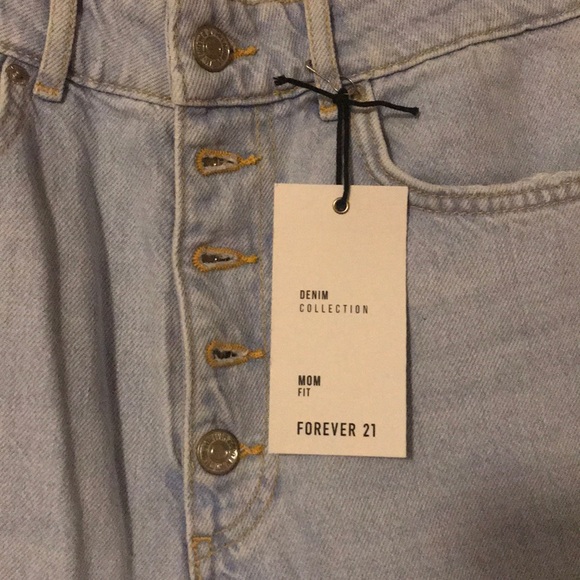 DENIM
COLLECTION
MOM
FIT
FOREVER 21